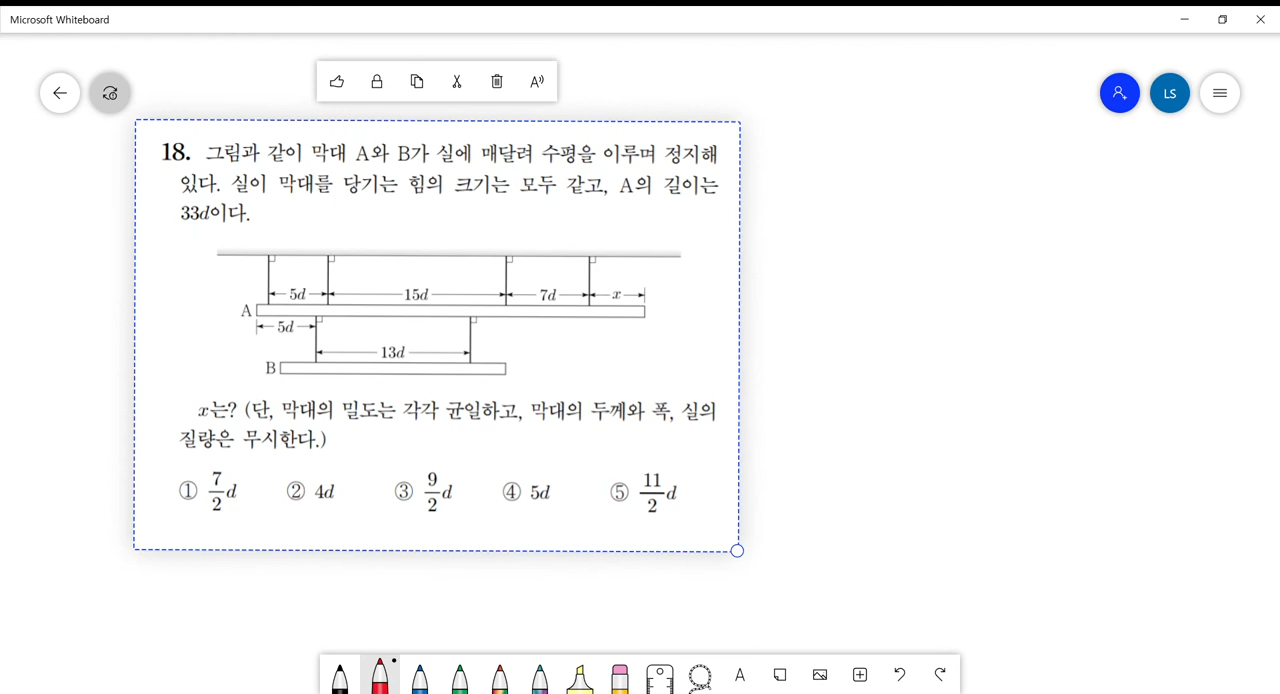 Microsoft Whiteboard
LS
18. 그림과 같이 막대 A와 B가 실에 매달려 수평을 이루며 정지해
있다. 실이 막대를 당기는 힘의 크기는 모두 같고, A의 길이는
33d이다.
5d 15d 7d x
A
5d
13d
B
x는? (단, 막대의 밀도는 각각 균일하고, 막대의 두께와 폭, 실의
질량은 무시한다.)
① 7/2 d ② 4d ③ 9/2 d ④ 5d ⑤ 11/2 d
A